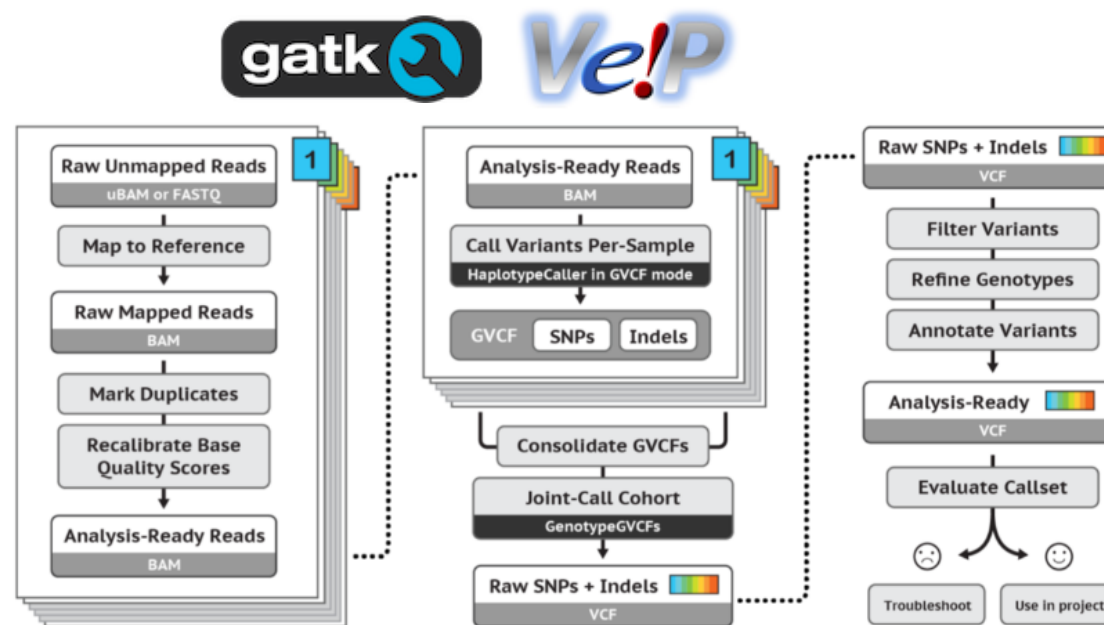 gatk
Ve!P
1
Raw Unmapped Reads
uBAM or FASTQ
Map to Reference
Raw Mapped Reads
BAM
Mark Duplicates
Recalibrate Base
Quality Scores
Analysis-Ready Reads
BAM
1
Analysis-Ready Reads
BAM
Call Variants Per-Sample
HaplotypeCaller in GVCF mode
GVCF SNPs Indels
Consolidate GVCFs
Joint-Call Cohort
GenotypeGVCFs
Raw SNPs + Indels
VCF
Raw SNPs + Indels
VCF
Filter Variants
Refine Genotypes
Annotate Variants
Analysis-Ready
VCF
Evaluate Callset
Troubleshoot
Use in project